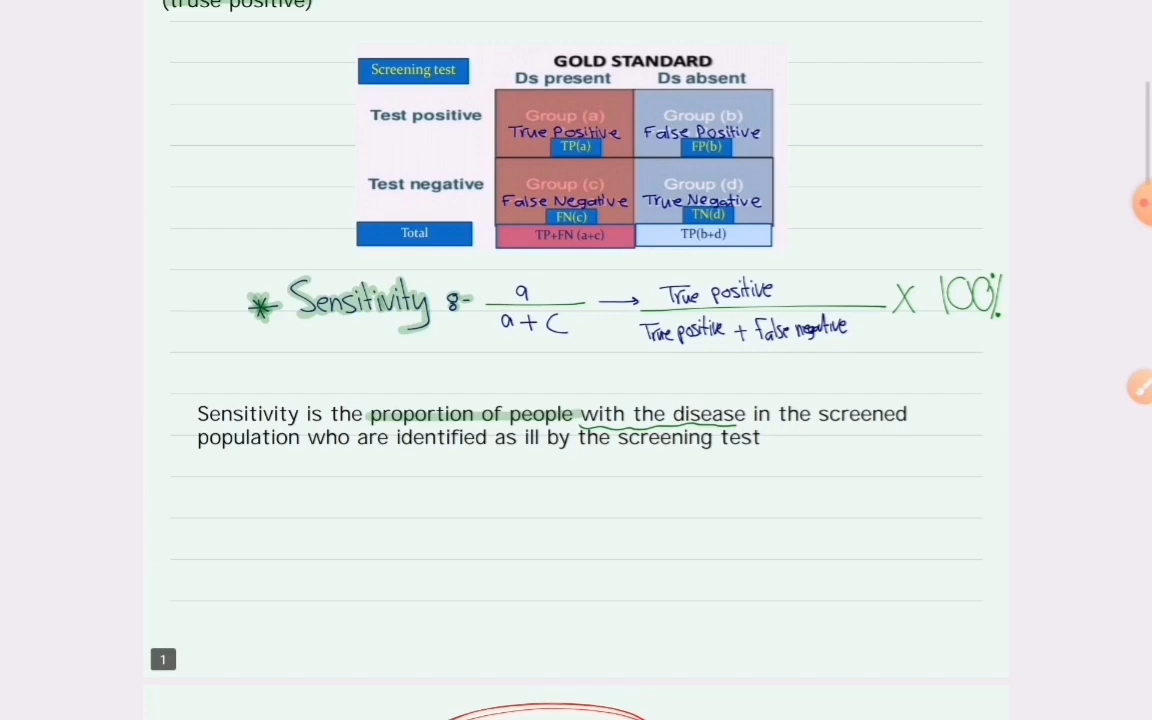 (truse positive)
GOLD STANDARD
Screening test
Ds present Ds absent
Test positive
Group (a) Group (b)
True Positive False Positive
TP(a) FP(b)
Test negative
Group (c) Group (d)
False Negative True Negative
FN(c) TN(d)
Total TP+FN (a+c) TP(b+d)
* Sensitivity 8- a / a + C → True positive / True positive + False negative X 100%
Sensitivity is the proportion of people with the disease in the screened
population who are identified as ill by the screening test
1